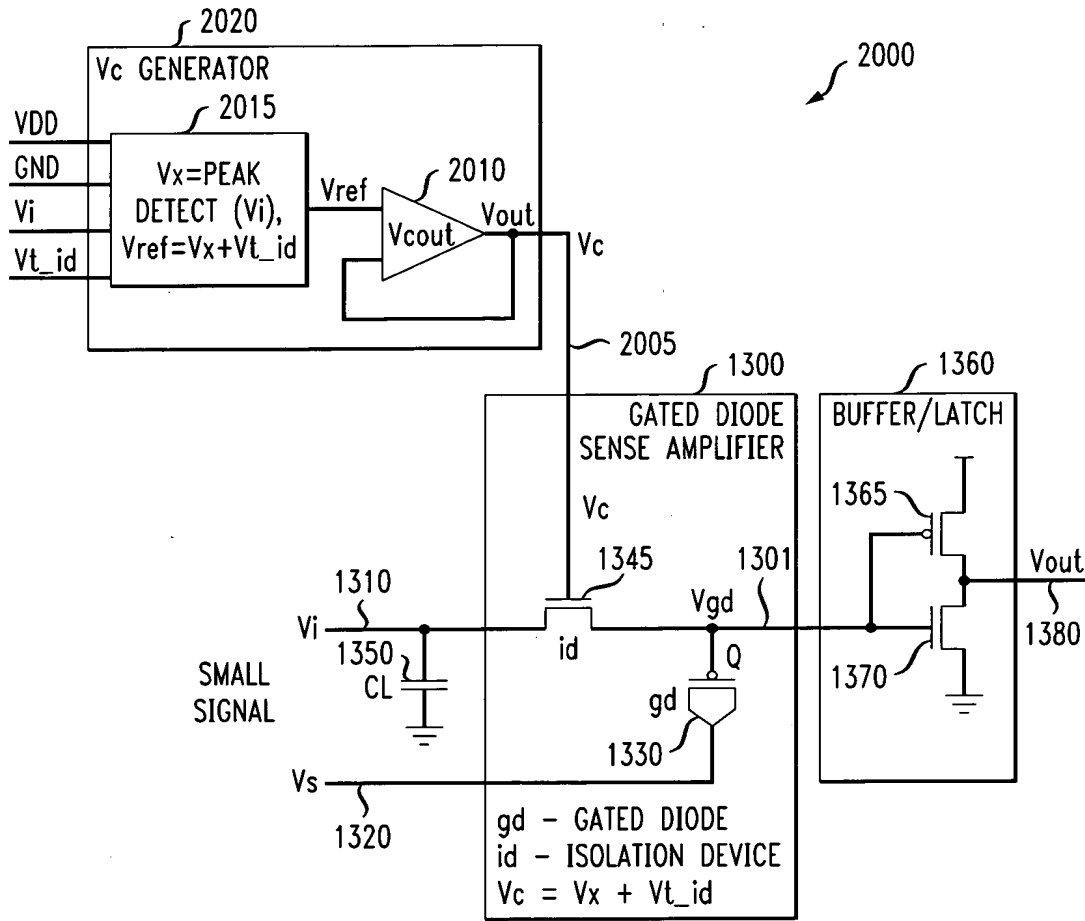 2020
Vc GENERATOR
2000
2015
VDD
GND
Vi
Vt_id
Vx=PEAK
DETECT (Vi),
Vref=Vx+Vt_id
Vref
2010
Vcout
Vout
Vc
2005
1300
GATED DIODE
SENSE AMPLIFIER
1360
BUFFER/LATCH
Vc
1365
1345
1310
Vi
id
Vgd
1301
Vout
1380
1350
CL
SMALL
SIGNAL
Q
gd
1330
1370
Vs
1320
gd - GATED DIODE
id - ISOLATION DEVICE
Vc = Vx + Vt_id